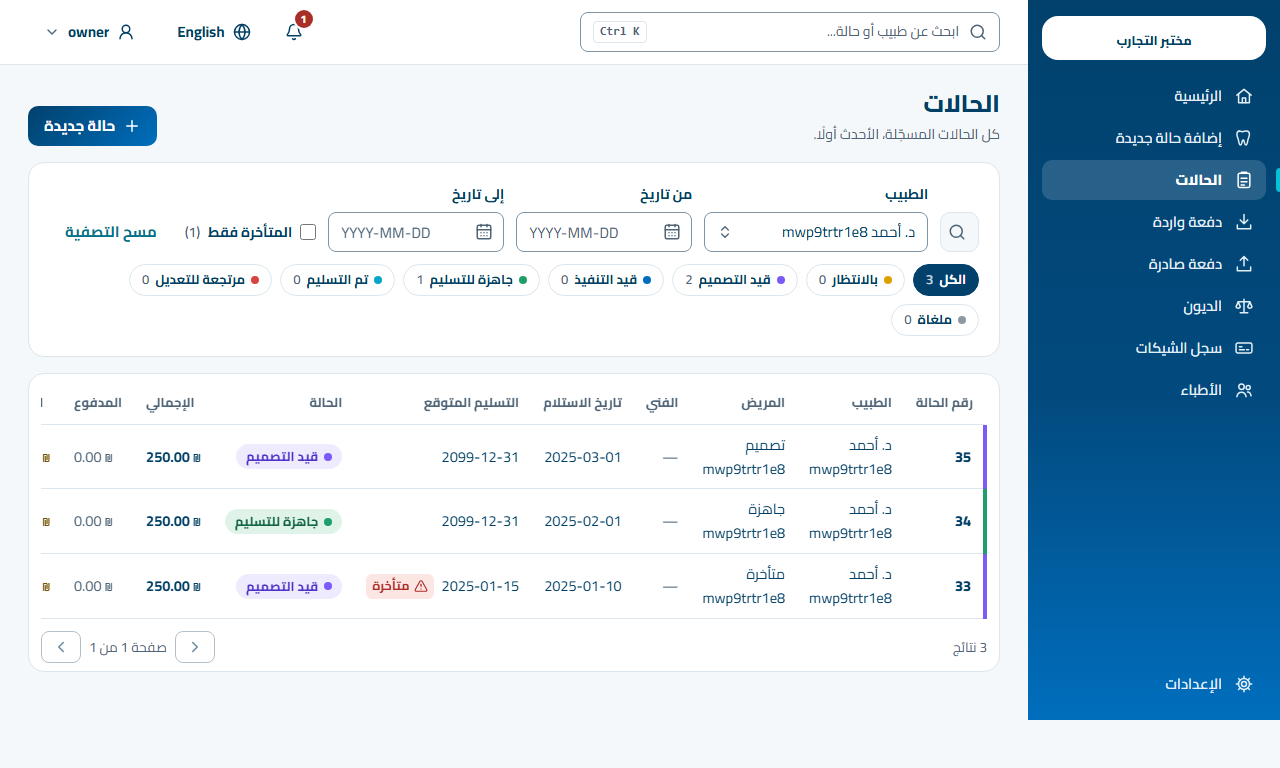 مختبر التجارب
الرئيسية
إضافة حالة جديدة
الحالات
دفعة واردة
دفعة صادرة
الديون
سجل الشيكات
الأطباء
الإعدادات
ابحث عن طبيب أو حالة...
Ctrl K
1
English
owner
الحالات
كل الحالات المسجّلة، الأحدث أولًا.
حالة جديدة
الطبيب
من تاريخ
إلى تاريخ
د. أحمد mwp9trtr1e8
YYYY-MM-DD
YYYY-MM-DD
المتأخرة فقط (1)
مسح التصفية
الكل 3
بالانتظار 0
قيد التصميم 2
قيد التنفيذ 0
جاهزة للتسليم 1
تم التسليم 0
مرتجعة للتعديل 0
ملغاة 0
رقم الحالة الطبيب المريض الفني تاريخ الاستلام التسليم المتوقع الحالة الإجمالي المدفوع
35 د. أحمد mwp9trtr1e8 تصميم mwp9trtr1e8 — 2025-03-01 2099-12-31 قيد التصميم 250.00 ₪ 0.00 ₪ ₪
34 د. أحمد mwp9trtr1e8 جاهزة mwp9trtr1e8 — 2025-02-01 2099-12-31 جاهزة للتسليم 250.00 ₪ 0.00 ₪ ₪
33 د. أحمد mwp9trtr1e8 متأخرة mwp9trtr1e8 — 2025-01-10 2025-01-15 متأخرة قيد التصميم 250.00 ₪ 0.00 ₪ ₪
3 نتائج
صفحة 1 من 1